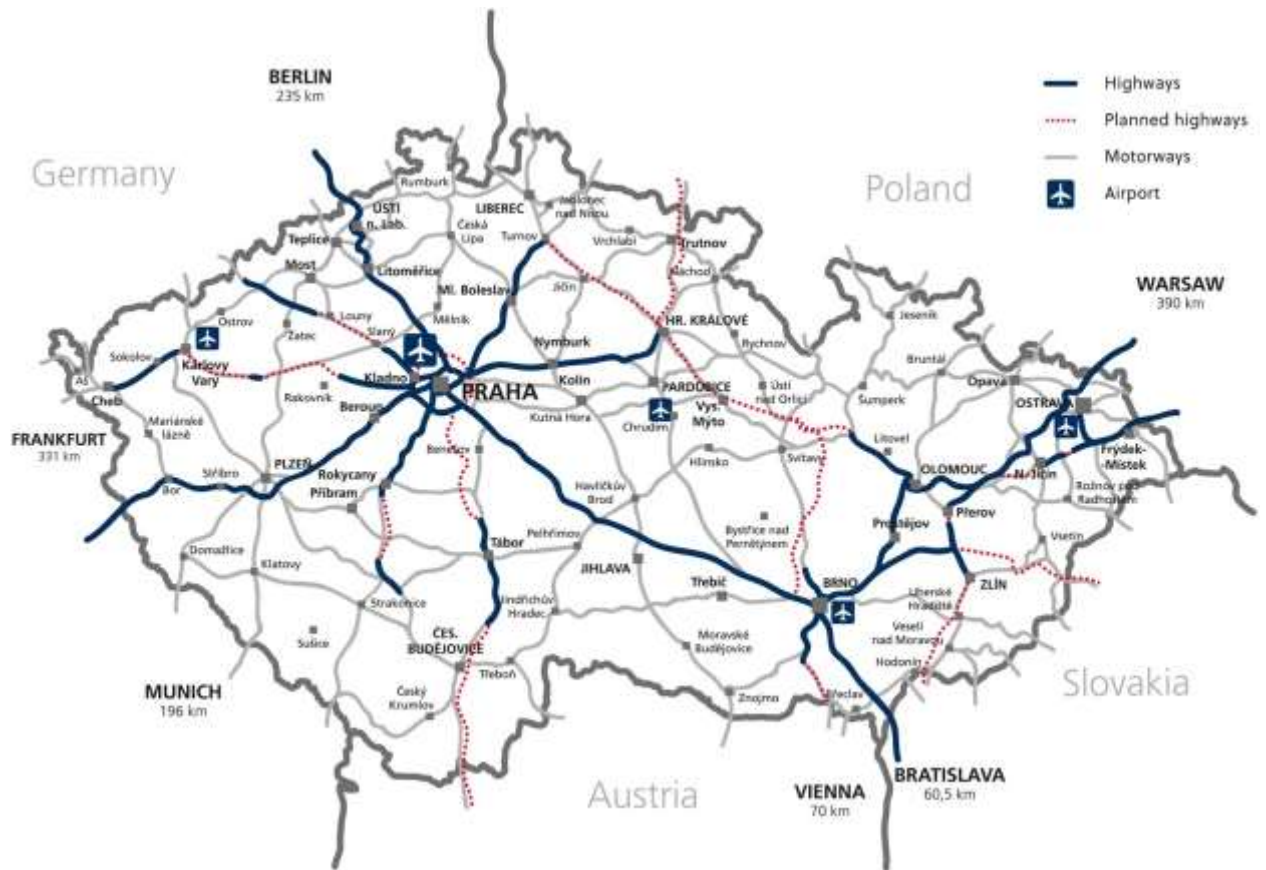 BERLIN
235 km
Highways
Planned highways
Motorways
Airport
Germany
Poland
WARSAW
390 km
Rumburk
LIBEREC
Jablonec
nad Nisou
ÚSTÍ
n. Lab.
Česká
Lípa
Turnov
Vrchlabí
Trutnov
Teplice
Most
Litoměřice
Náchod
Ml. Boleslav
Jičín
Jeseník
Ostrov
Louny
Mělník
Slaný
HR. KRÁLOVÉ
Žatec
Rychnov
Bruntál
Sokolov
Karlovy
Vary
Nymburk
Opava
Aš
Kladno
PRAHA
Kolín
PARDUBICE
Ústí
nad Orlicí
Šumperk
OSTRAVA
Cheb
Rakovník
Beroun
Kutná Hora
Vys.
Mýto
Chrudim
Mariánské
lázně
Litovel
FRANKFURT
331 km
Benešov
Hlinsko
Svitavy
Frýdek-
Místek
PLZEŇ
Stříbro
Rokycany
OLOMOUC
N. Jičín
Bor
Příbram
Havlíčkův
Brod
Rožnov pod
Radhoštěm
Přerov
Bystřice nad
Pernštýnem
Prostějov
Pelhřimov
Vsetín
Domažlice
Tábor
Klatovy
JIHLAVA
Třebíč
BRNO
ZLÍN
Strakonice
Jindřichův
Hradec
Uherské
Hradiště
Sušice
ČES.
BUDĚJOVICE
Moravské
Budějovice
Veselí
nad Moravou
Hodonín
Třeboň
Slovakia
MUNICH
196 km
Český
Krumlov
Znojmo
Břeclav
Austria
VIENNA
70 km
BRATISLAVA
60,5 km